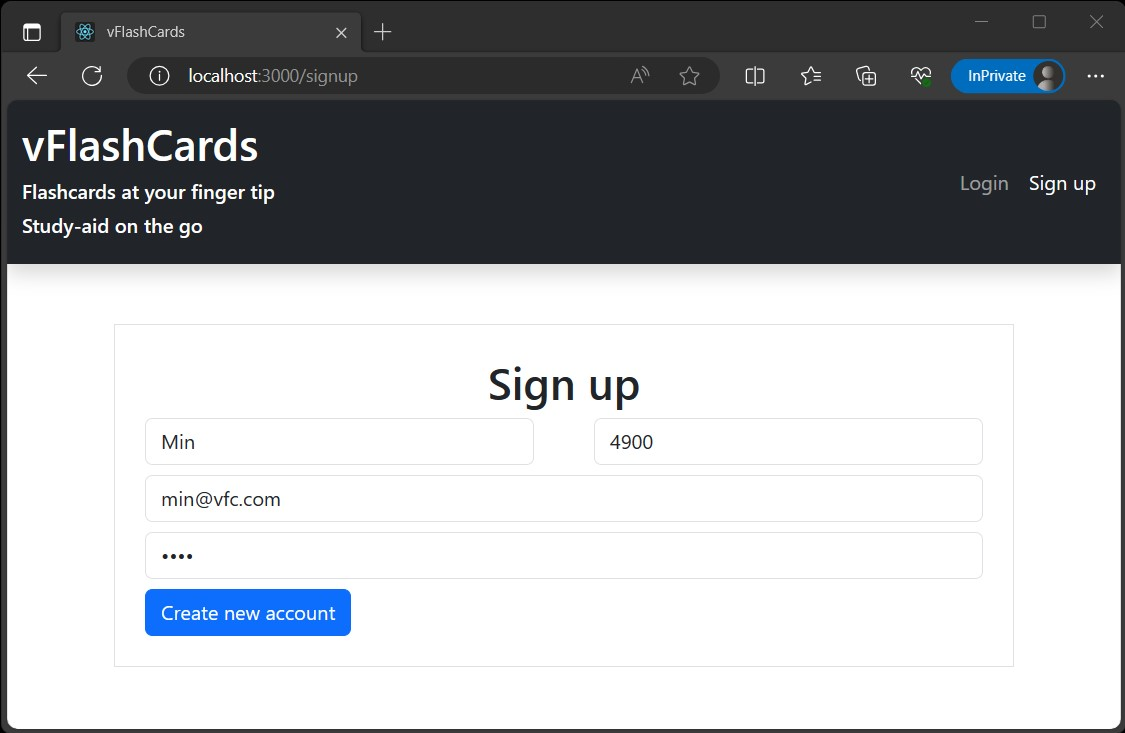 vFlashCards
localhost:3000/signup
InPrivate
vFlashCards
Flashcards at your finger tip
Study-aid on the go
Login Sign up
Sign up
Min 4900
min@vfc.com
••••
Create new account